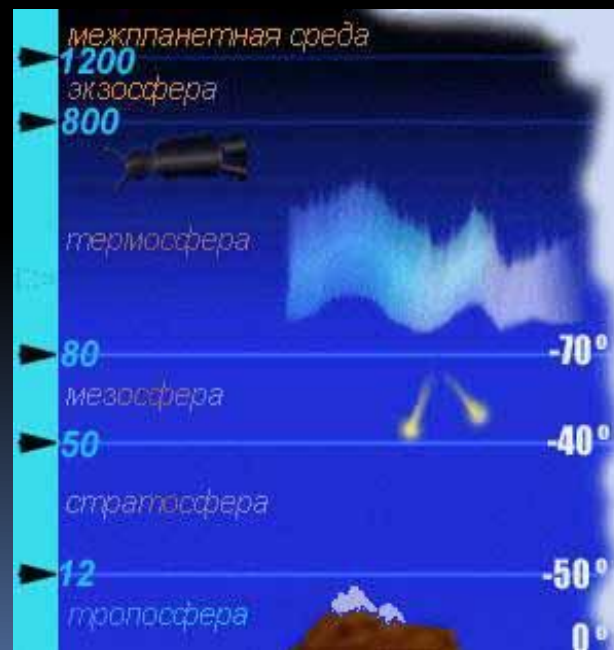 межпланетная среда
1200
экзосфера
800
термосфера
80 -70°
мезосфера
50 -40°
стратосфера
12 -50°
тропосфера
0°